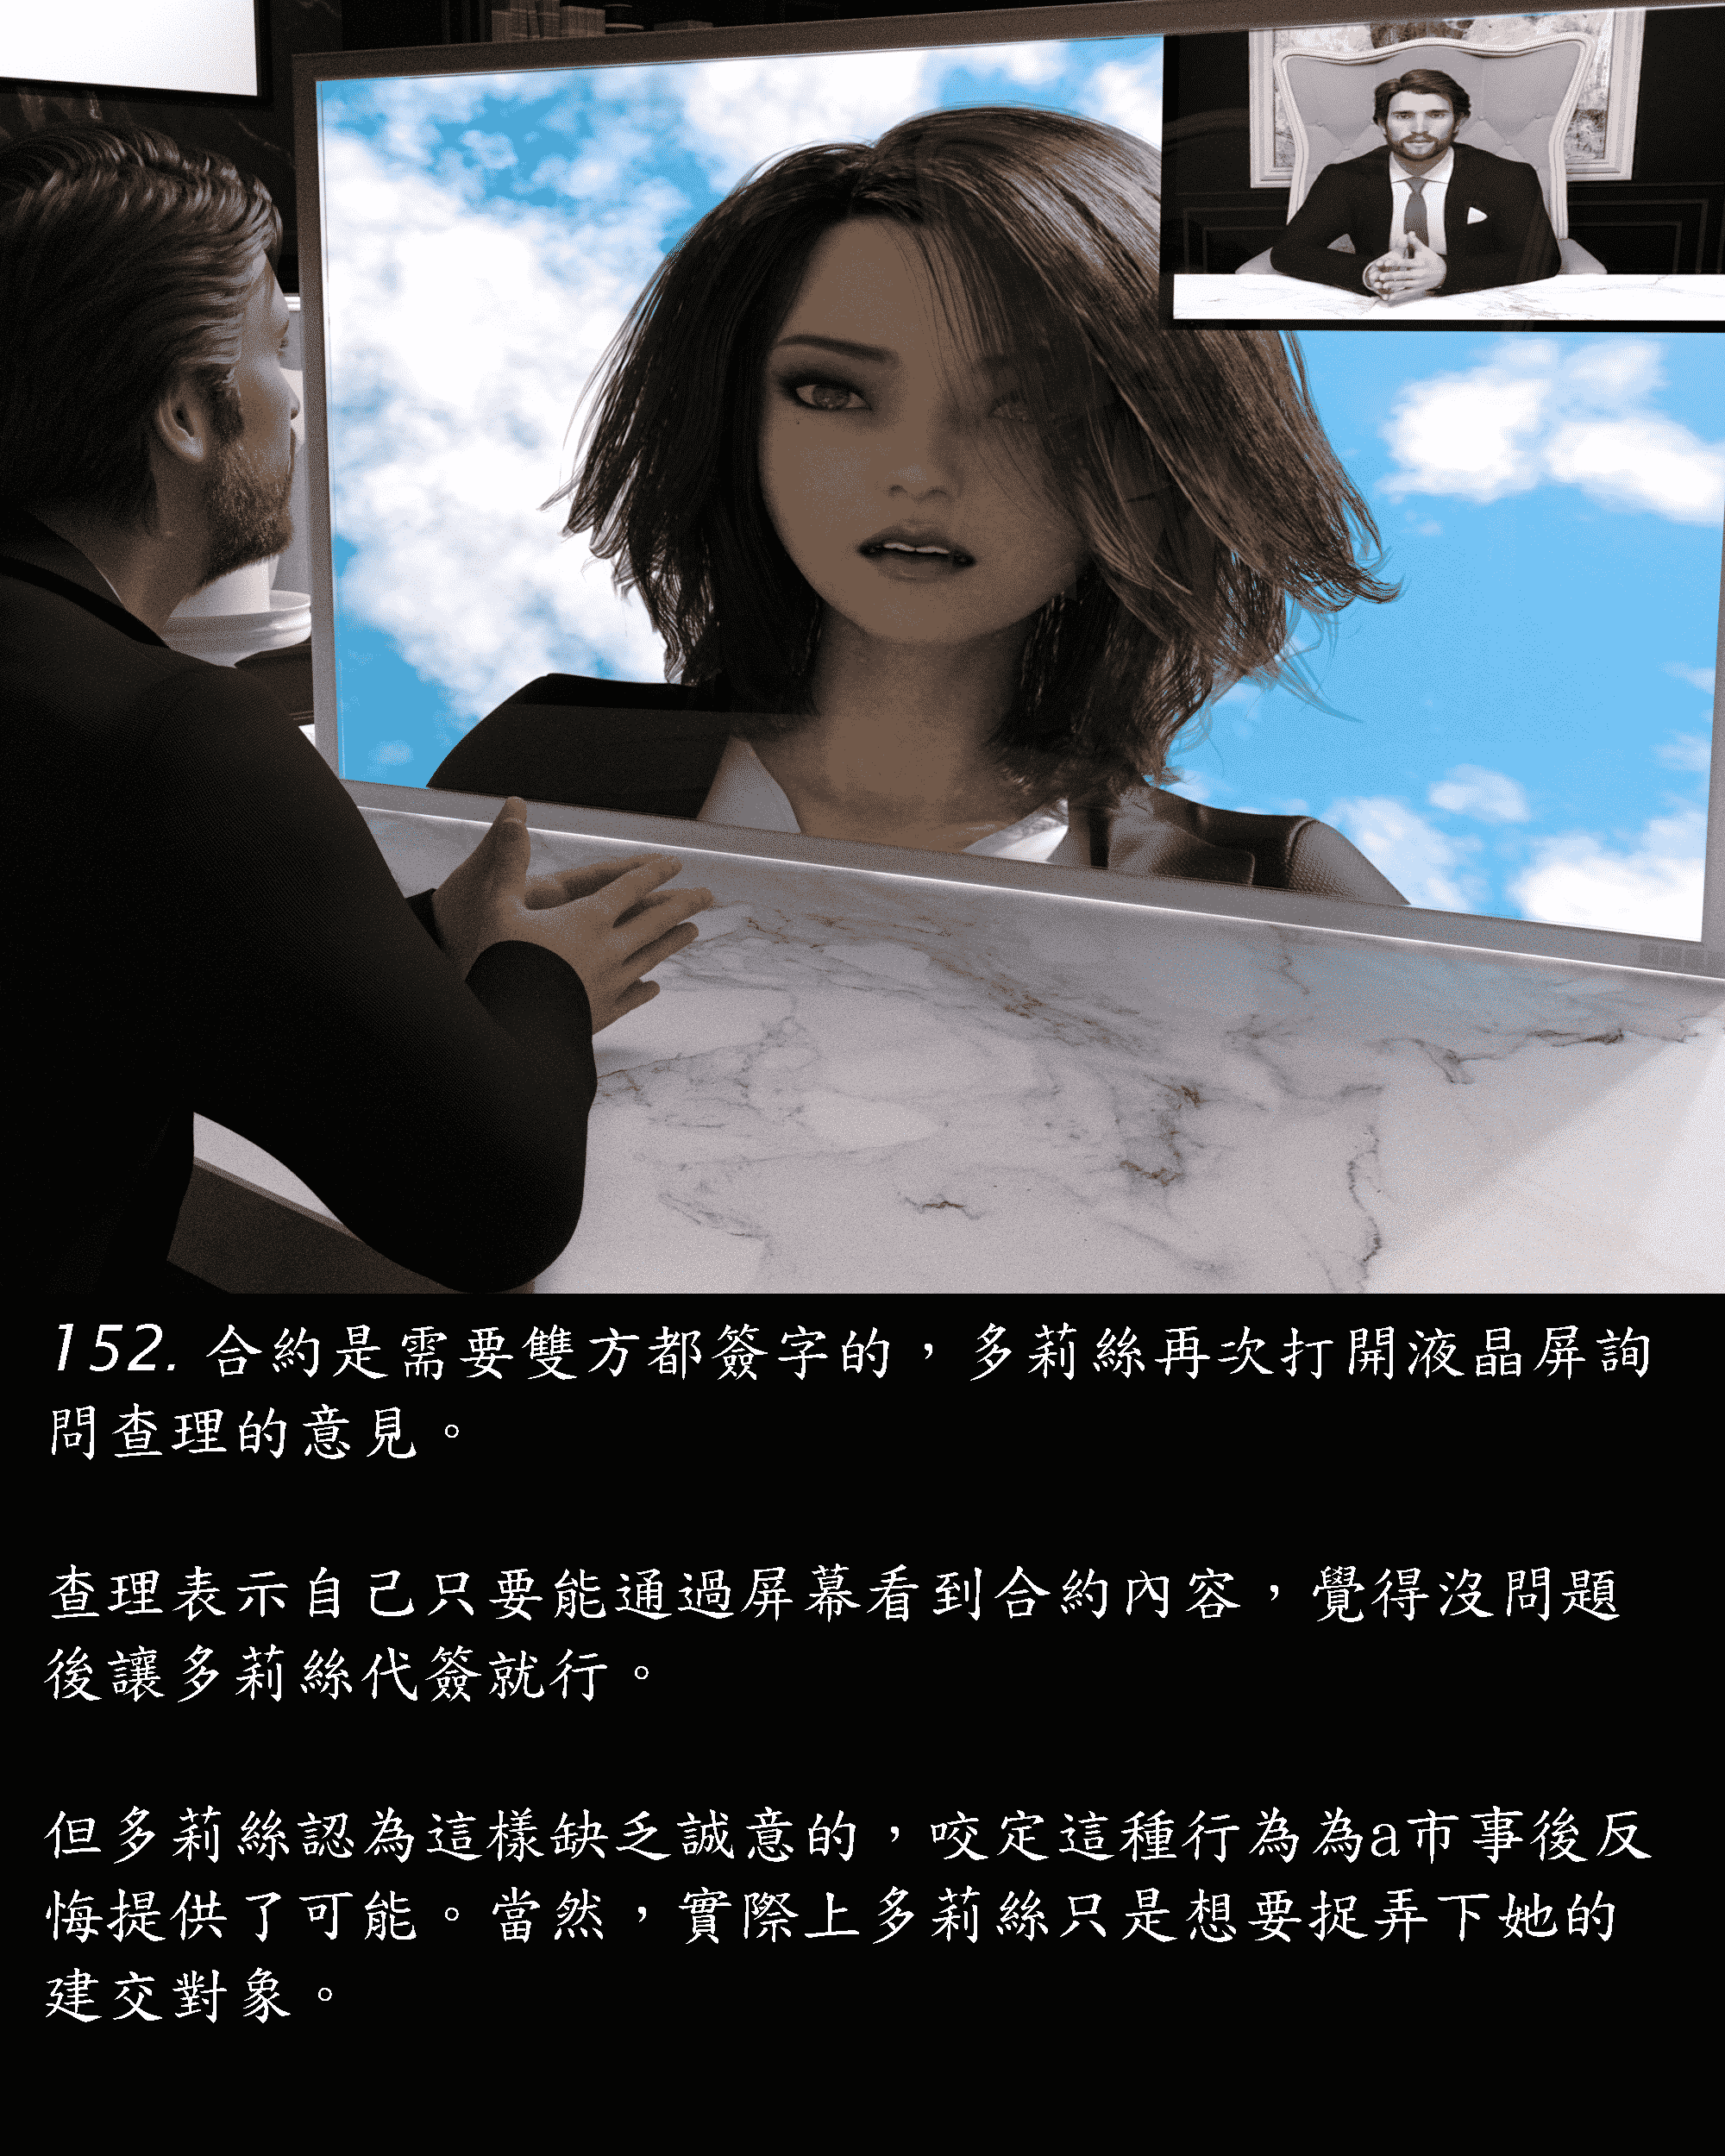 152. 合約是需要雙方都簽字的，多莉絲再次打開液晶屏詢
問查理的意見。
查理表示自己只要能通過屏幕看到合約內容，覺得沒問題
後讓多莉絲代簽就行。
但多莉絲認為這樣缺乏誠意的，咬定這種行為為a市事後反
悔提供了可能。當然，實際上多莉絲只是想要捉弄下她的
建交對象。